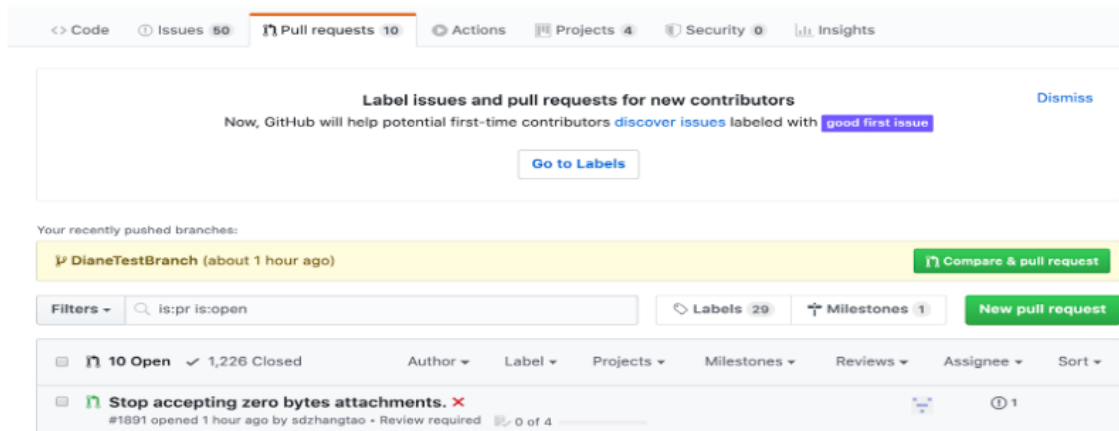 <> Code Issues 50 Pull requests 10 Actions Projects 4 Security 0 Insights
Label issues and pull requests for new contributors
Dismiss
Now, GitHub will help potential first-time contributors discover issues labeled with good first issue
Go to Labels
Your recently pushed branches:
DianeTestBranch (about 1 hour ago) Compare & pull request
Filters is:pr is:open Labels 29 Milestones 1 New pull request
10 Open 1,226 Closed Author Label Projects Milestones Reviews Assignee Sort
Stop accepting zero bytes attachments. 1
#1891 opened 1 hour ago by sdzhangtao • Review required 0 of 4